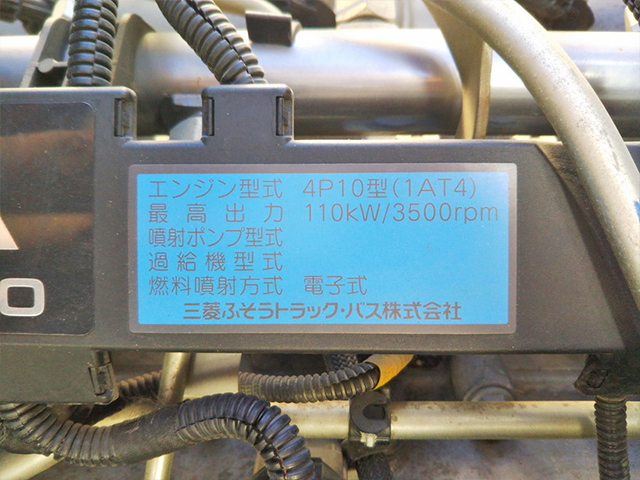 エンジン型式 4P10型(1AT4)
最高出力 110kW/3500rpm
噴射ポンプ型式
過給機型式
燃料噴射方式 電子式
三菱ふそうトラック・バス株式会社